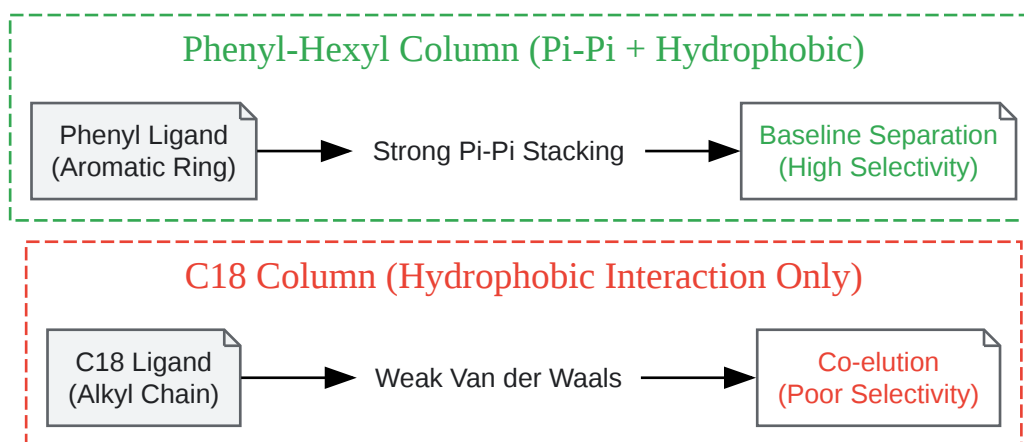 Phenyl-Hexyl Column (Pi-Pi + Hydrophobic)
Phenyl Ligand
(Aromatic Ring)
Strong Pi-Pi Stacking
Baseline Separation
(High Selectivity)
C18 Column (Hydrophobic Interaction Only)
C18 Ligand
(Alkyl Chain)
Weak Van der Waals
Co-elution
(Poor Selectivity)